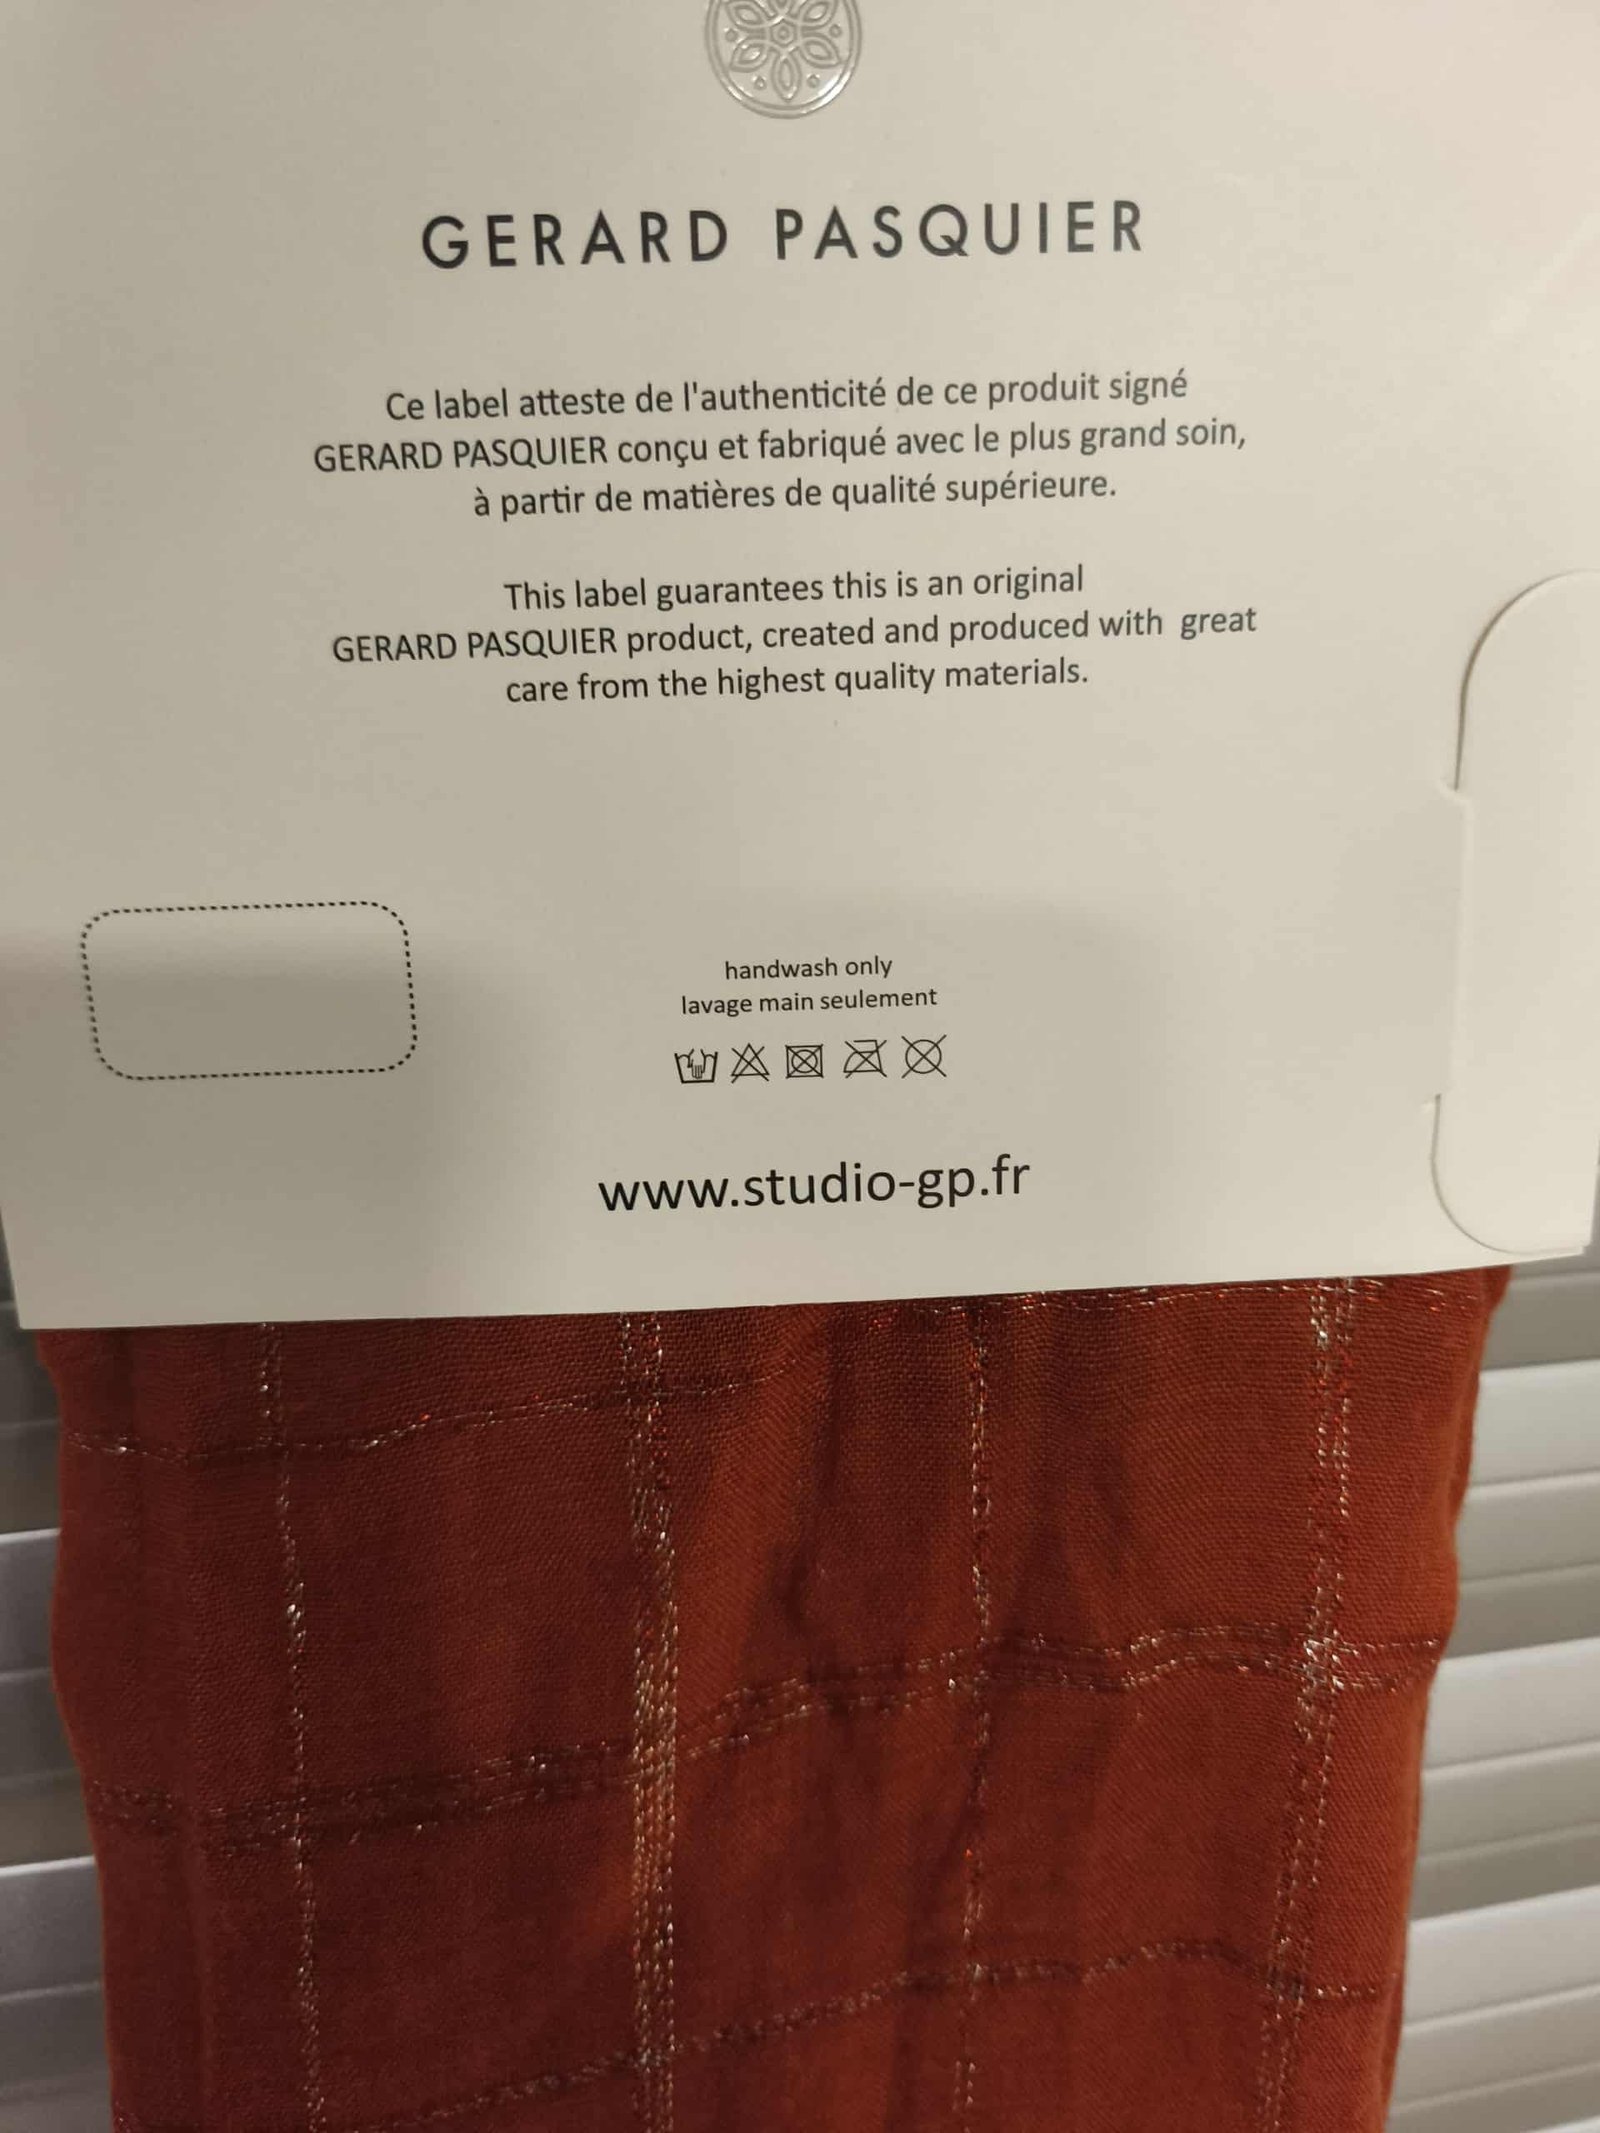 GERARD PASQUIER
Ce label atteste de l'authenticité de ce produit signé
GERARD PASQUIER conçu et fabriqué avec le plus grand soin,
à partir de matières de qualité supérieure.
This label guarantees this is an original
GERARD PASQUIER product, created and produced with great
care from the highest quality materials.
handwash only
lavage main seulement
www.studio-gp.fr